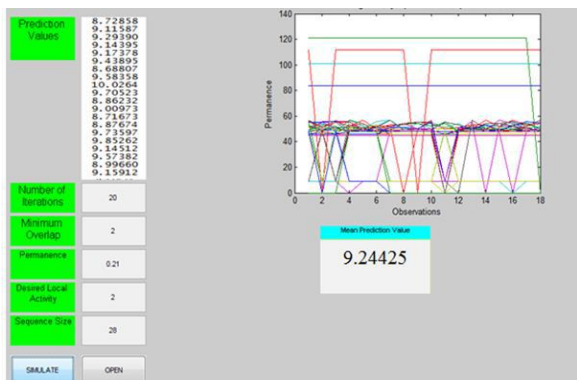 Prediction
Values
8.72858
9.11587
9.29390
9.14395
9.17378
9.43895
8.68807
9.58358
10.0264
9.70523
8.86232
9.00973
8.71673
8.87674
9.73597
9.85262
9.14512
9.57382
8.99660
9.15912
Number of
Iterations
20
Minimum
Overlap
2
Permanence
0.21
Desired Local
Activity
2
Sequence Size
28
SIMULATE
OPEN
140
120
100
80
60
40
20
0
Permanence
0
2
4
6
8
10
12
14
16
18
Observations
Mean Prediction Value
9.24425